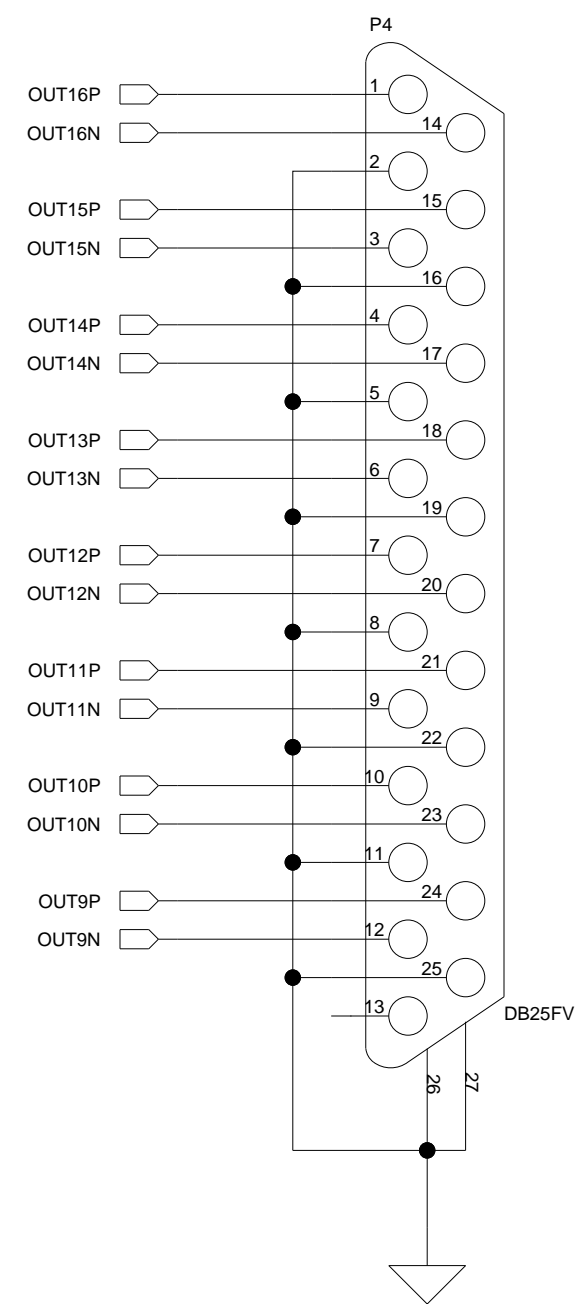 P4
OUT16P 1
OUT16N 14
2
OUT15P 15
OUT15N 3
16
OUT14P 4
OUT14N 17
5
OUT13P 18
OUT13N 6
19
OUT12P 7
OUT12N 20
8
OUT11P 21
OUT11N 9
22
OUT10P 10
OUT10N 23
11
OUT9P 24
OUT9N 12
25
13
DB25FV
26 27